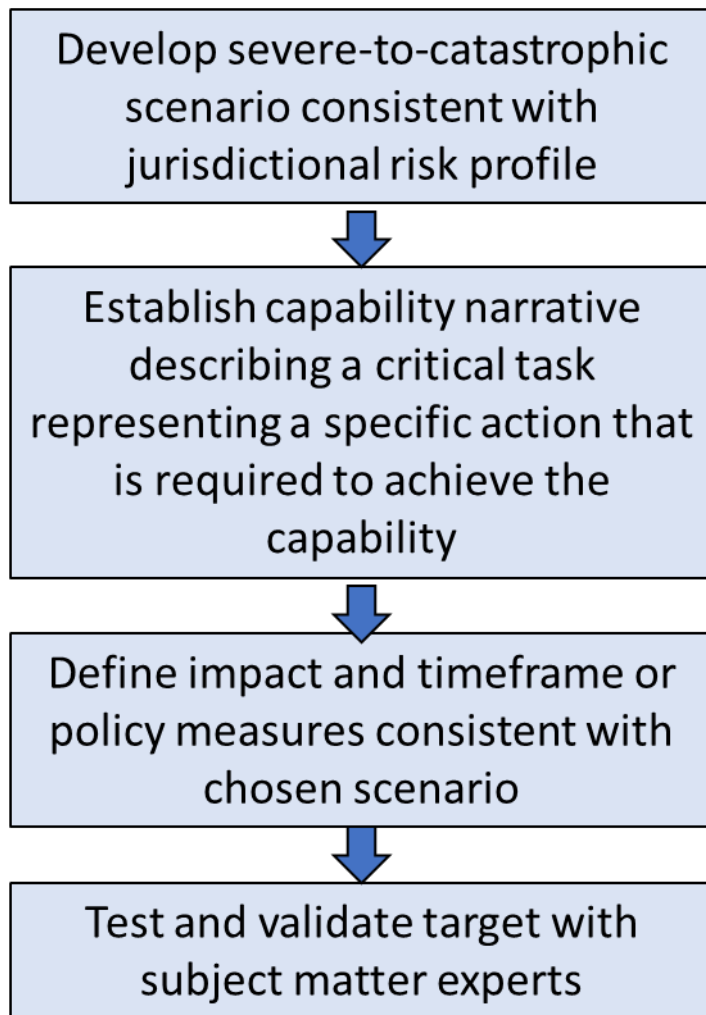 Develop severe-to-catastrophic
scenario consistent with
jurisdictional risk profile
Establish capability narrative
describing a critical task
representing a specific action that
is required to achieve the
capability
Define impact and timeframe or
policy measures consistent with
chosen scenario
Test and validate target with
subject matter experts